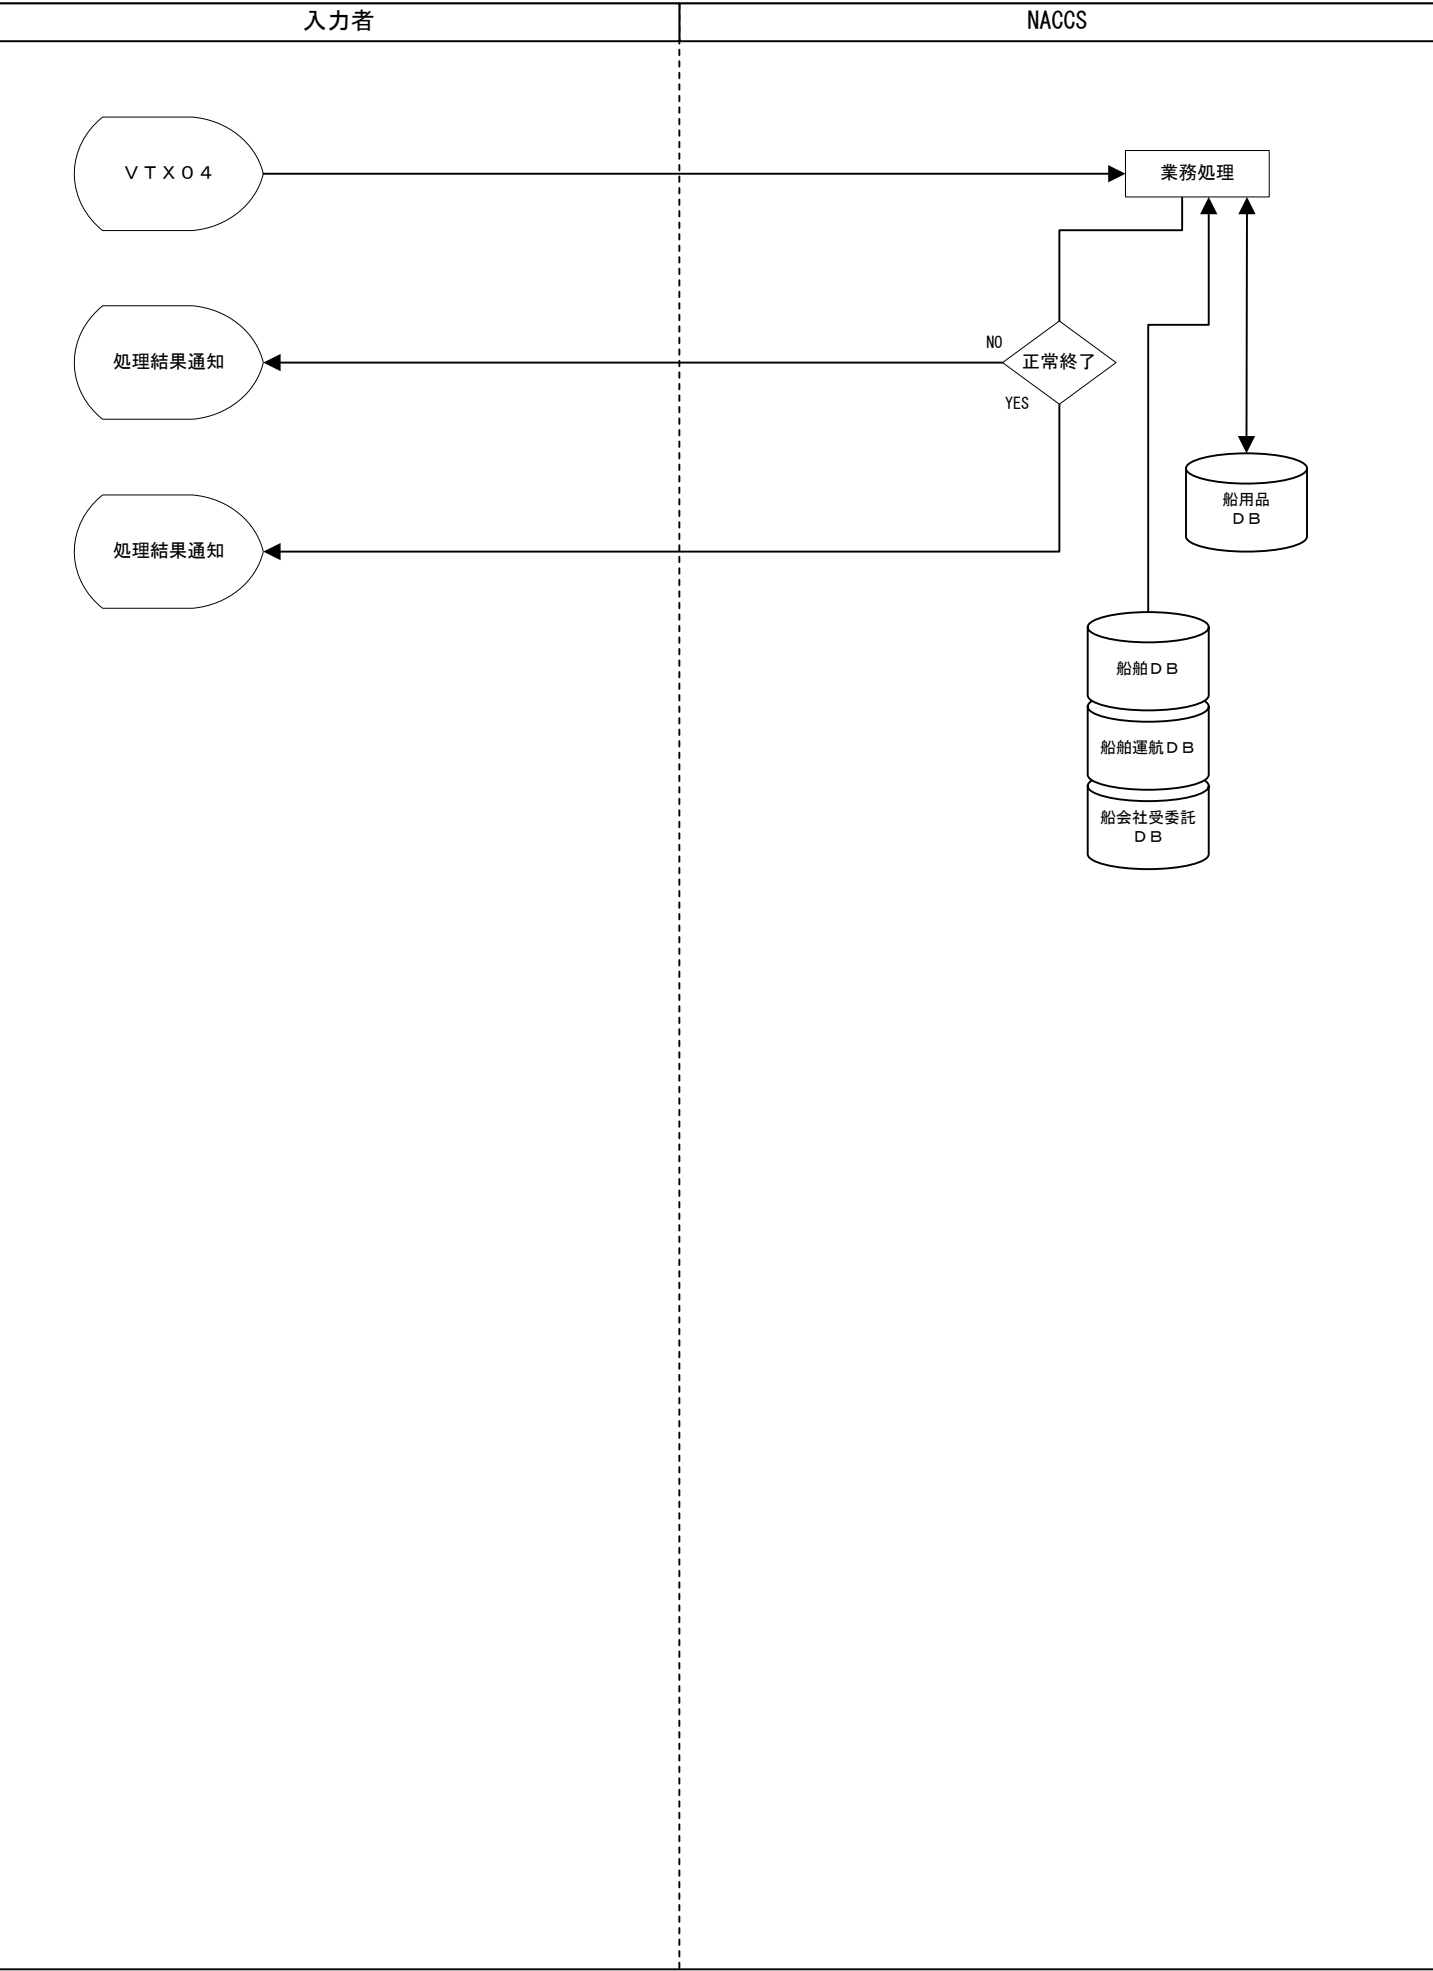 入力者
NACCS
ＶＴＸ０４
業務処理
処理結果通知
NO
正常終了
YES
船用品
ＤＢ
処理結果通知
船舶ＤＢ
船舶運航ＤＢ
船会社受委託
ＤＢ